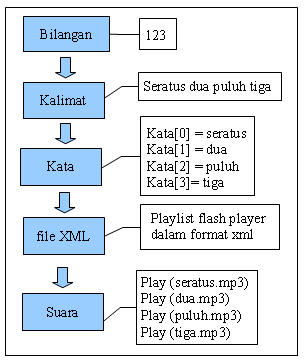 Bilangan
123
Kalimat
Seratus dua puluh tiga
Kata
Kata[0] = seratus
Kata[1] = dua
Kata[2] = puluh
Kata[3]= tiga
file XML
Playlist flash player
dalam format xml
Suara
Play (seratus.mp3)
Play (dua.mp3)
Play (puluh.mp3)
Play (tiga.mp3)